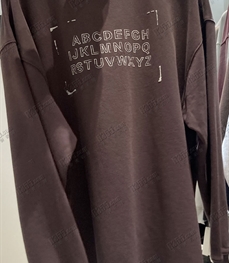 ABCDEFGH
IJKLMNOPQ
RSTUVWXYZ